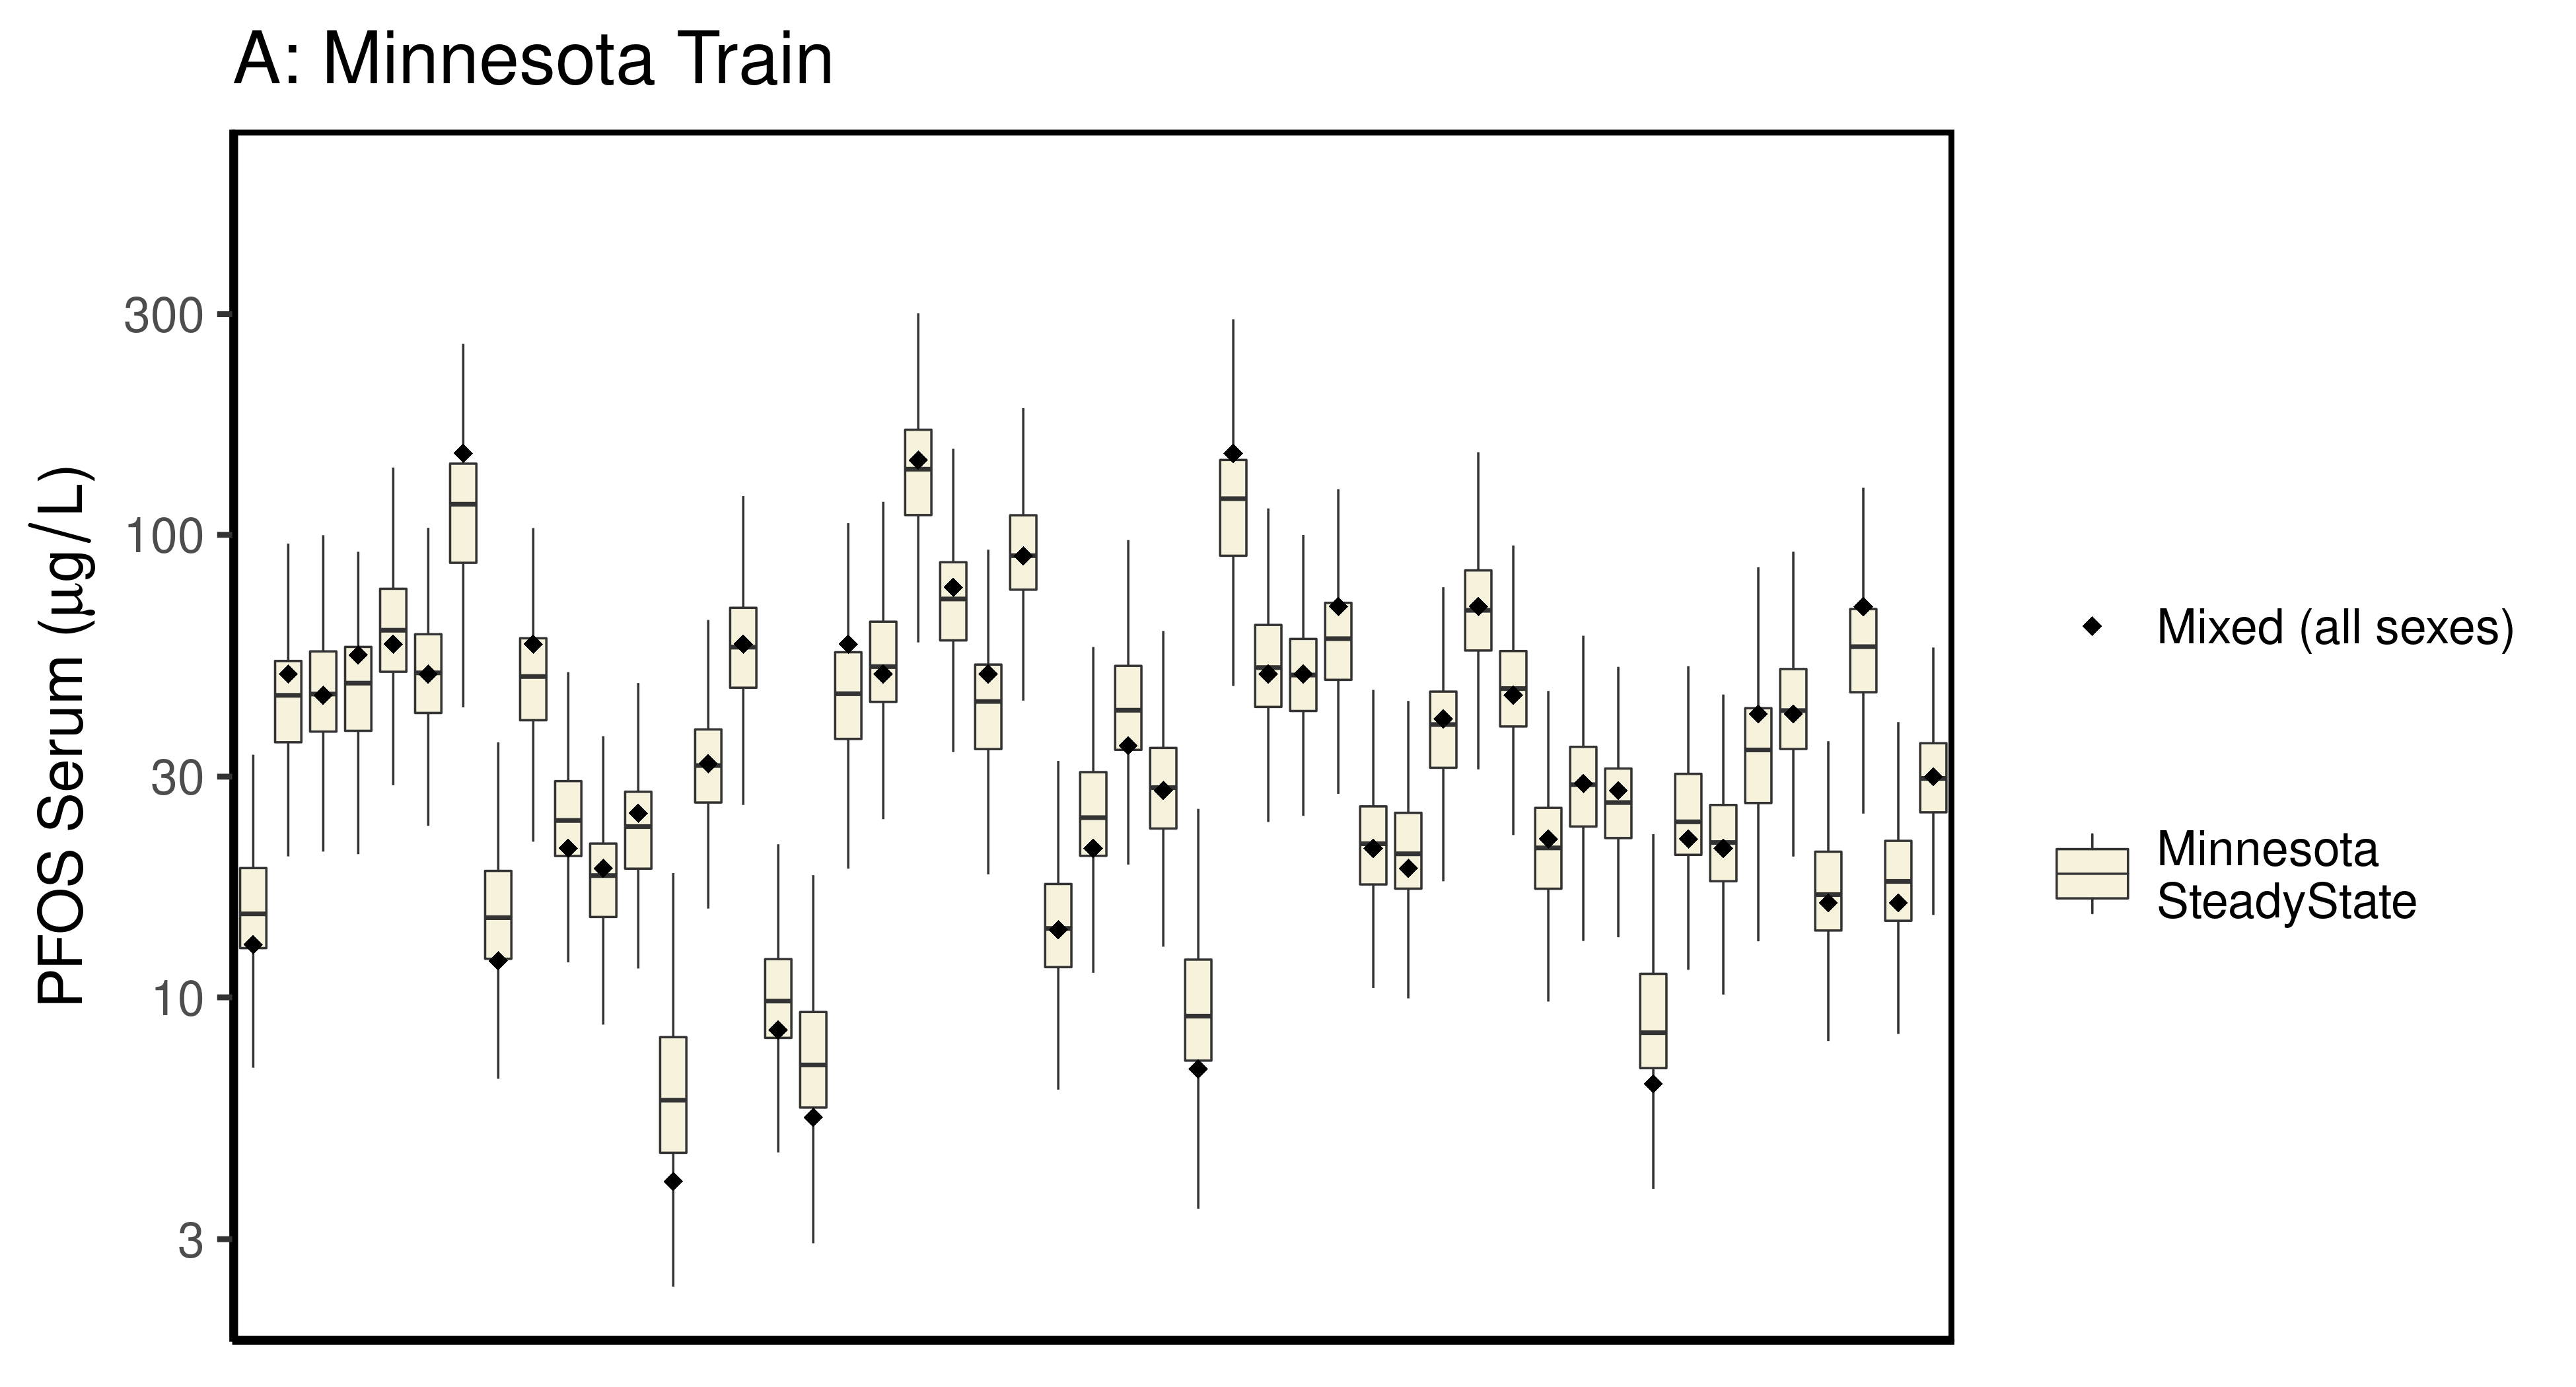 A: Minnesota Train
PFOS Serum (μg/L)
300
100
30
10
3
Mixed (all sexes)
Minnesota
SteadyState